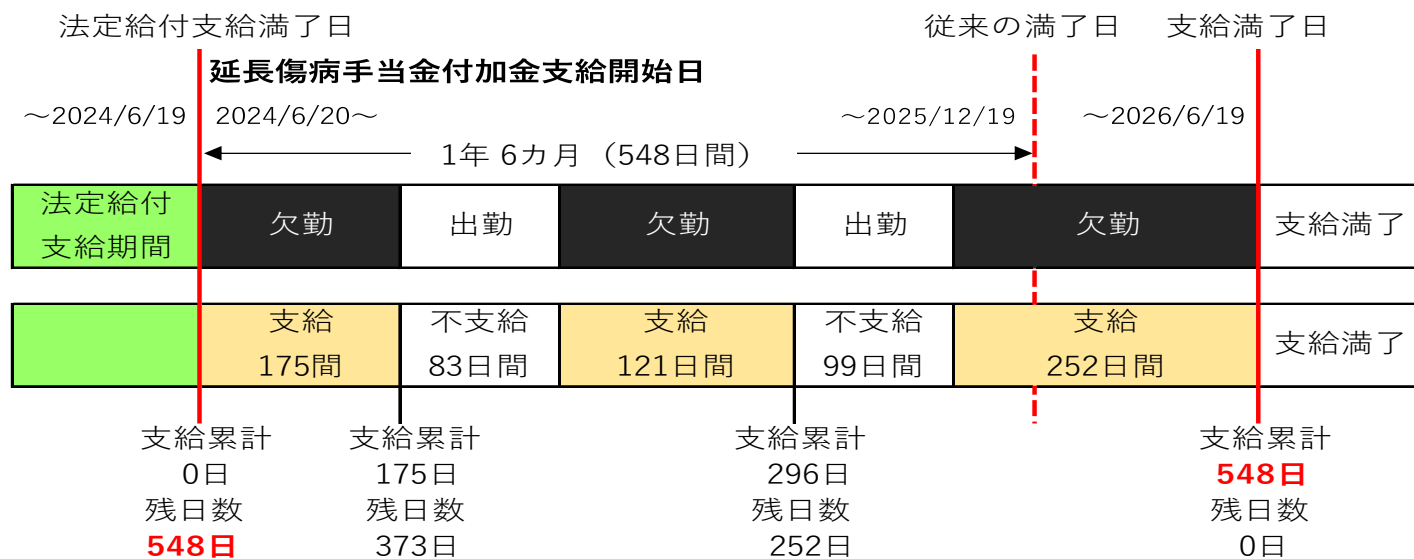 法定給付支給満了日
従来の満了日
支給満了日
延長傷病手当金付加金支給開始日
～2024/6/19
2024/6/20～
～2025/12/19
～2026/6/19
1年 6カ月 （548日間）
法定給付
支給期間
欠勤
出勤
欠勤
出勤
欠勤
支給満了
支給
175間
不支給
83日間
支給
121日間
不支給
99日間
支給
252日間
支給満了
支給累計
0日
残日数
548日
支給累計
175日
残日数
373日
支給累計
296日
残日数
252日
支給累計
548日
残日数
0日